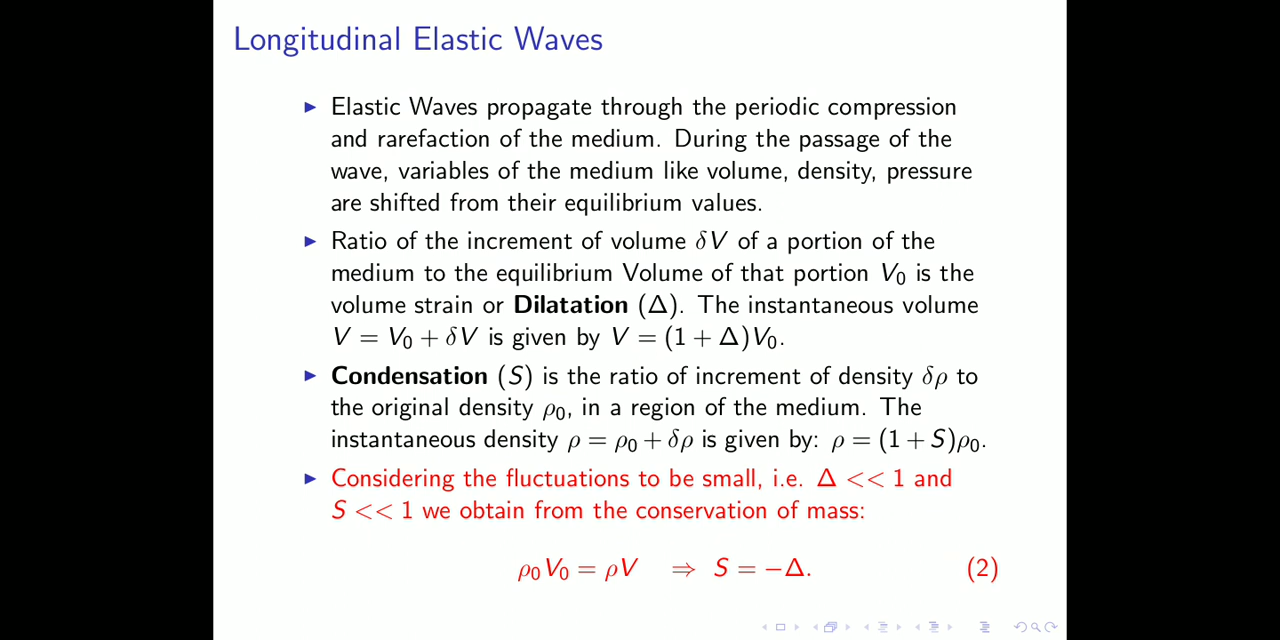 Longitudinal Elastic Waves
▶ Elastic Waves propagate through the periodic compression
and rarefaction of the medium. During the passage of the
wave, variables of the medium like volume, density, pressure
are shifted from their equilibrium values.
▶ Ratio of the increment of volume δV of a portion of the
medium to the equilibrium Volume of that portion V₀ is the
volume strain or Dilatation (Δ). The instantaneous volume
V = V₀ + δV is given by V = (1 + Δ)V₀.
▶ Condensation (S) is the ratio of increment of density δρ to
the original density ρ₀, in a region of the medium. The
instantaneous density ρ = ρ₀ + δρ is given by: ρ = (1 + S)ρ₀.
▶ Considering the fluctuations to be small, i.e. Δ << 1 and
S << 1 we obtain from the conservation of mass:
ρ₀V₀ = ρV ⇒ S = −Δ. (2)